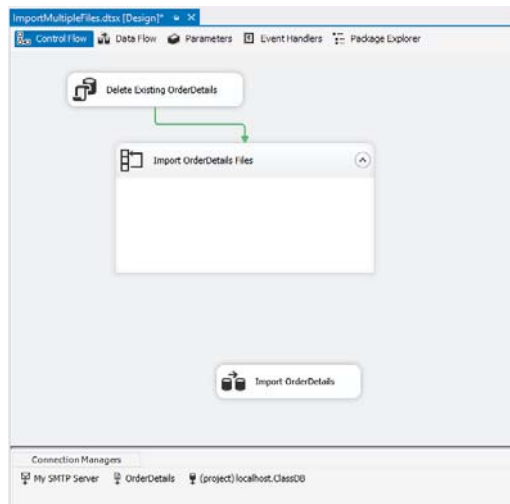 ImportMultipleFiles.dtsx [Design]*
Control Flow Data Flow Parameters Event Handlers Package Explorer
Delete Existing OrderDetails
Import OrderDetails Files
Import OrderDetails
Connection Managers
My SMTP Server OrderDetails (project) localhost.ClassDB